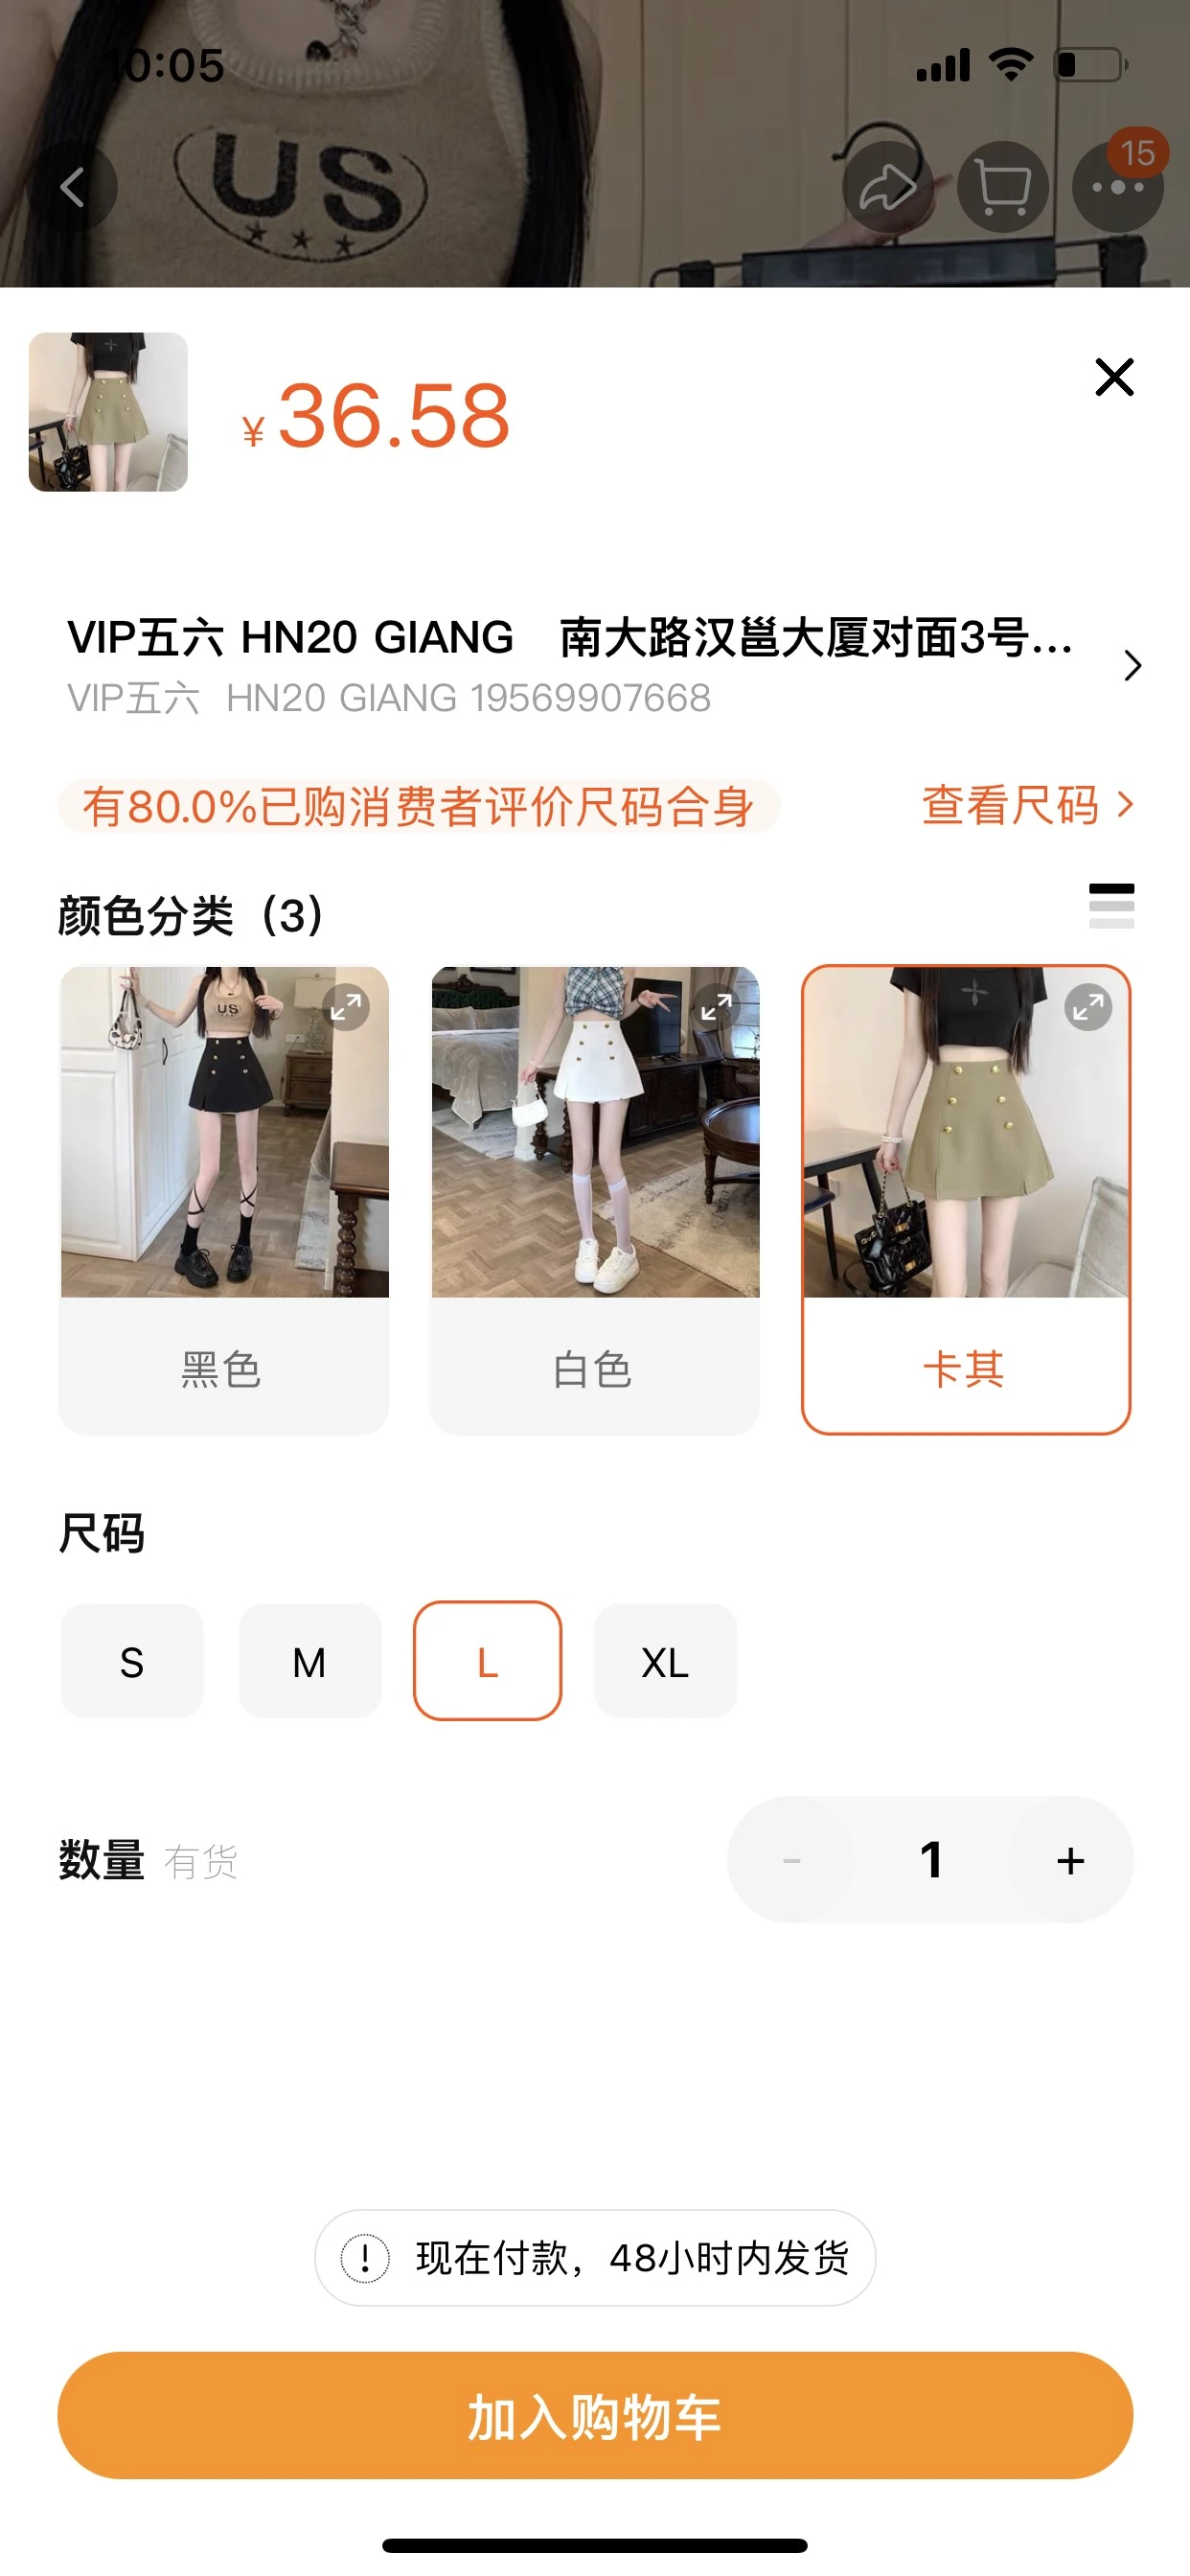 10:05
US
15
¥36.58
VIP五六 HN20 GIANG 南大路汉邕大厦对面3号...
VIP五六 HN20 GIANG 19569907668
有80.0%已购消费者评价尺码合身
查看尺码
颜色分类（3）
US
黑色
白色
卡其
尺码
S
M
L
XL
数量 有货
- 1 +
现在付款，48小时内发货
加入购物车